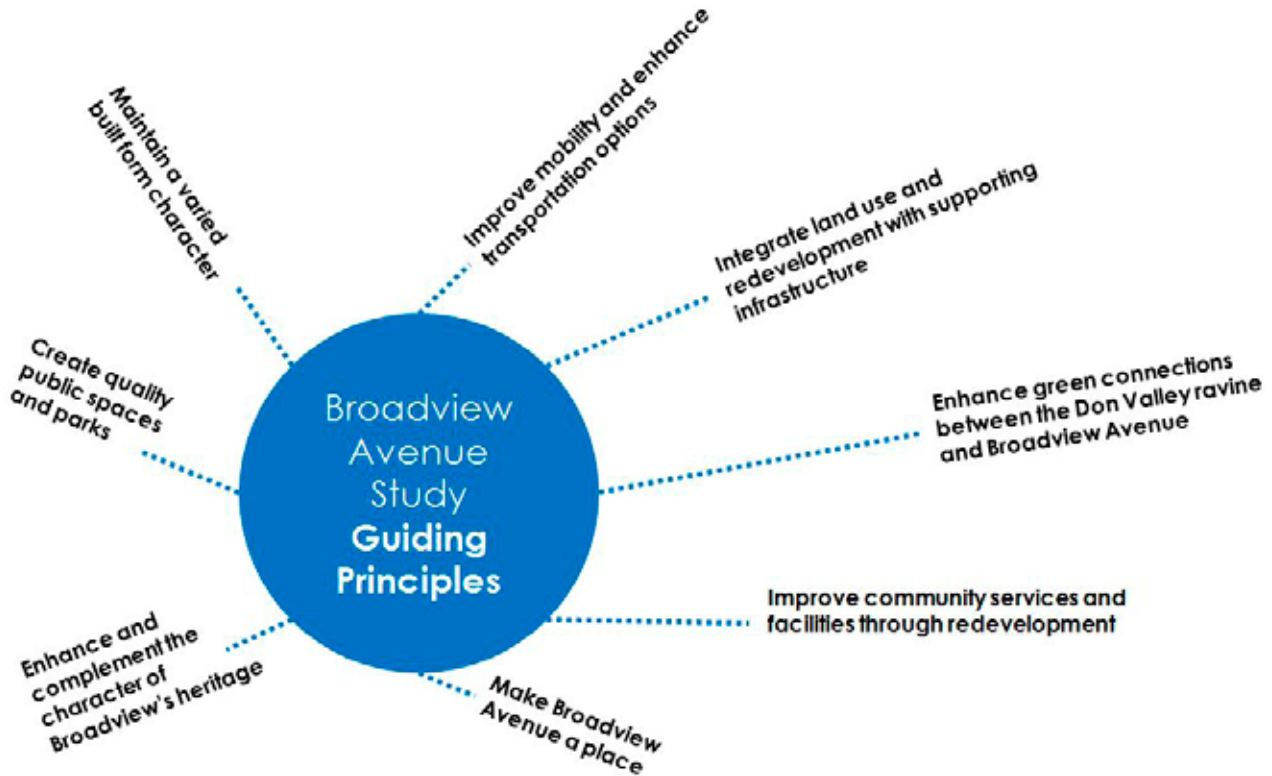 Maintain a varied
built form character
Improve mobility and enhance
transportation options
Integrate land use and
redevelopment with supporting
infrastructure
Enhance green connections
between the Don Valley ravine
and Broadview Avenue
Improve community services and
facilities through redevelopment
Make Broadview
Avenue a place
Enhance and
complement the
character of
Broadview's heritage
Create quality
public spaces
and parks
Broadview
Avenue
Study
Guiding
Principles